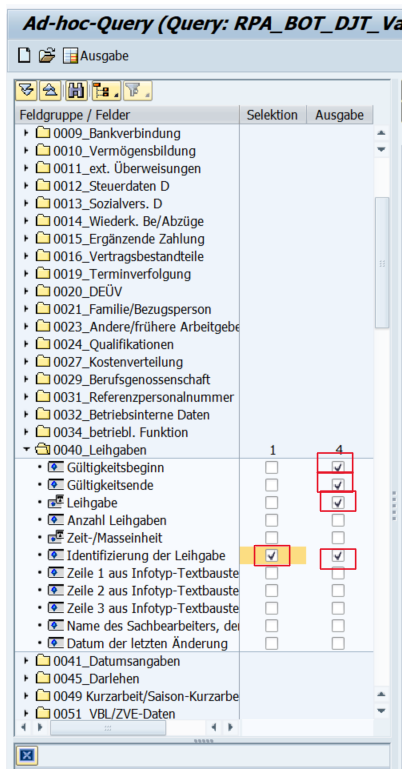 Ad-hoc-Query (Query: RPA_BOT_DJT_Va
Ausgabe
Feldgruppe / Felder Selektion Ausgabe
0009_Bankverbindung
0010_Vermögensbildung
0011_ext. Überweisungen
0012_Steuerdaten D
0013_Sozialvers. D
0014_Wiederk. Be/Abzüge
0015_Ergänzende Zahlung
0016_Vertragsbestandteile
0019_Terminverfolgung
0020_DEÜV
0021_Familie/Bezugsperson
0023_Andere/frühere Arbeitgebe
0024_Qualifikationen
0027_Kostenverteilung
0029_Berufsgenossenschaft
0031_Referenzpersonalnummer
0032_Betriebsinterne Daten
0034_betriebl. Funktion
0040_Leihgaben 1 4
Gültigkeitsbeginn
Gültigkeitsende
Leihgabe
Anzahl Leihgaben
Zeit-/Masseinheit
Identifizierung der Leihgabe
Zeile 1 aus Infotyp-Textbauste
Zeile 2 aus Infotyp-Textbauste
Zeile 3 aus Infotyp-Textbauste
Name des Sachbearbeiters, der
Datum der letzten Änderung
0041_Datumsangaben
0045_Darlehen
0049 Kurzarbeit/Saison-Kurzarbe
0051 VBL/ZVE-Daten